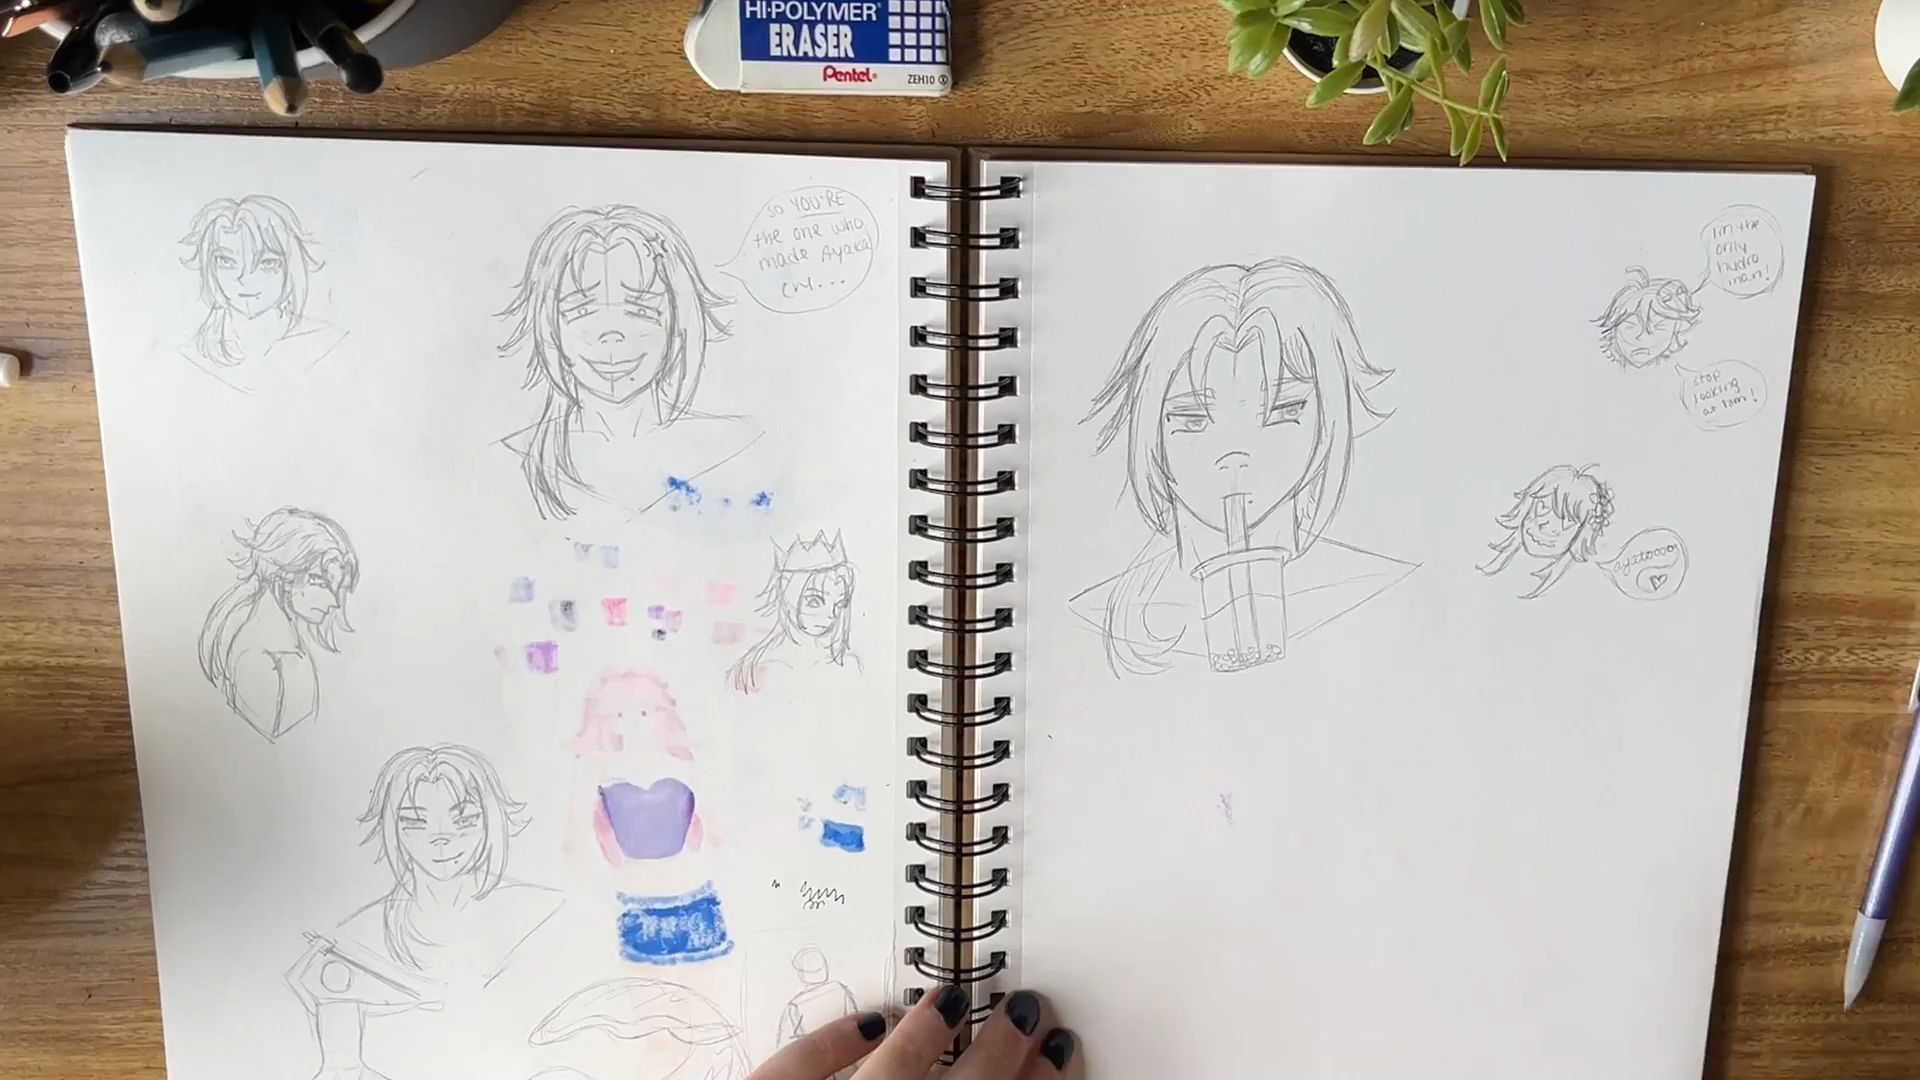 HI-POLYMER®
ERASER
Pentel®
ZEH10
so YOU'RE
the one who
made Ayaka
cry...
I'm the
only
hydro
man!
stop
looking
at him!
ayatoooo